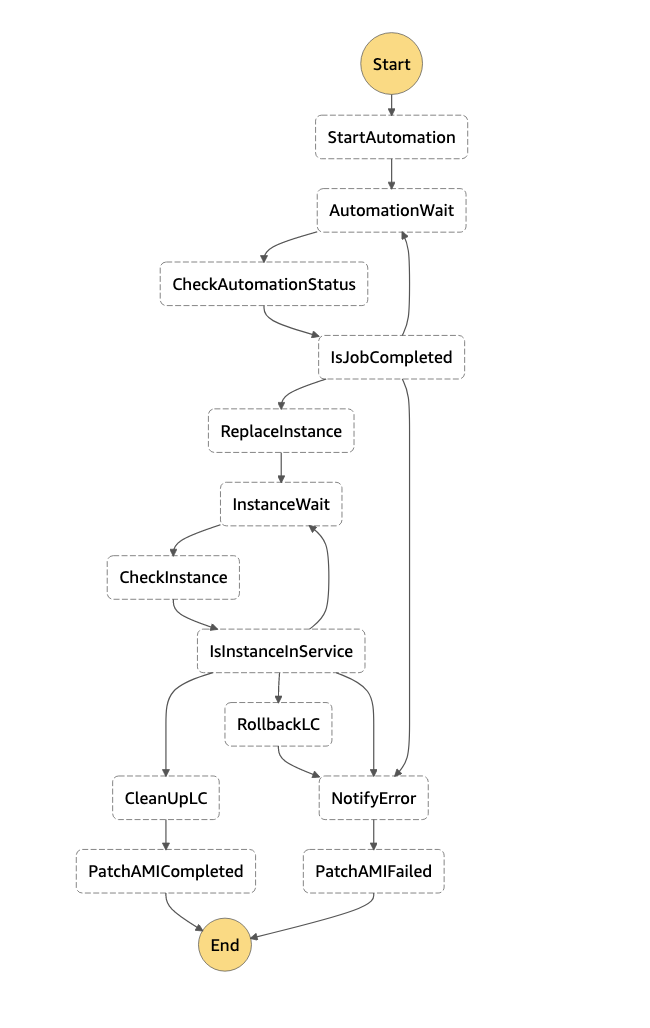 Start
StartAutomation
AutomationWait
CheckAutomationStatus
IsJobCompleted
ReplaceInstance
InstanceWait
CheckInstance
IsInstanceInService
RollbackLC
CleanUpLC
NotifyError
PatchAMICompleted
PatchAMIFailed
End